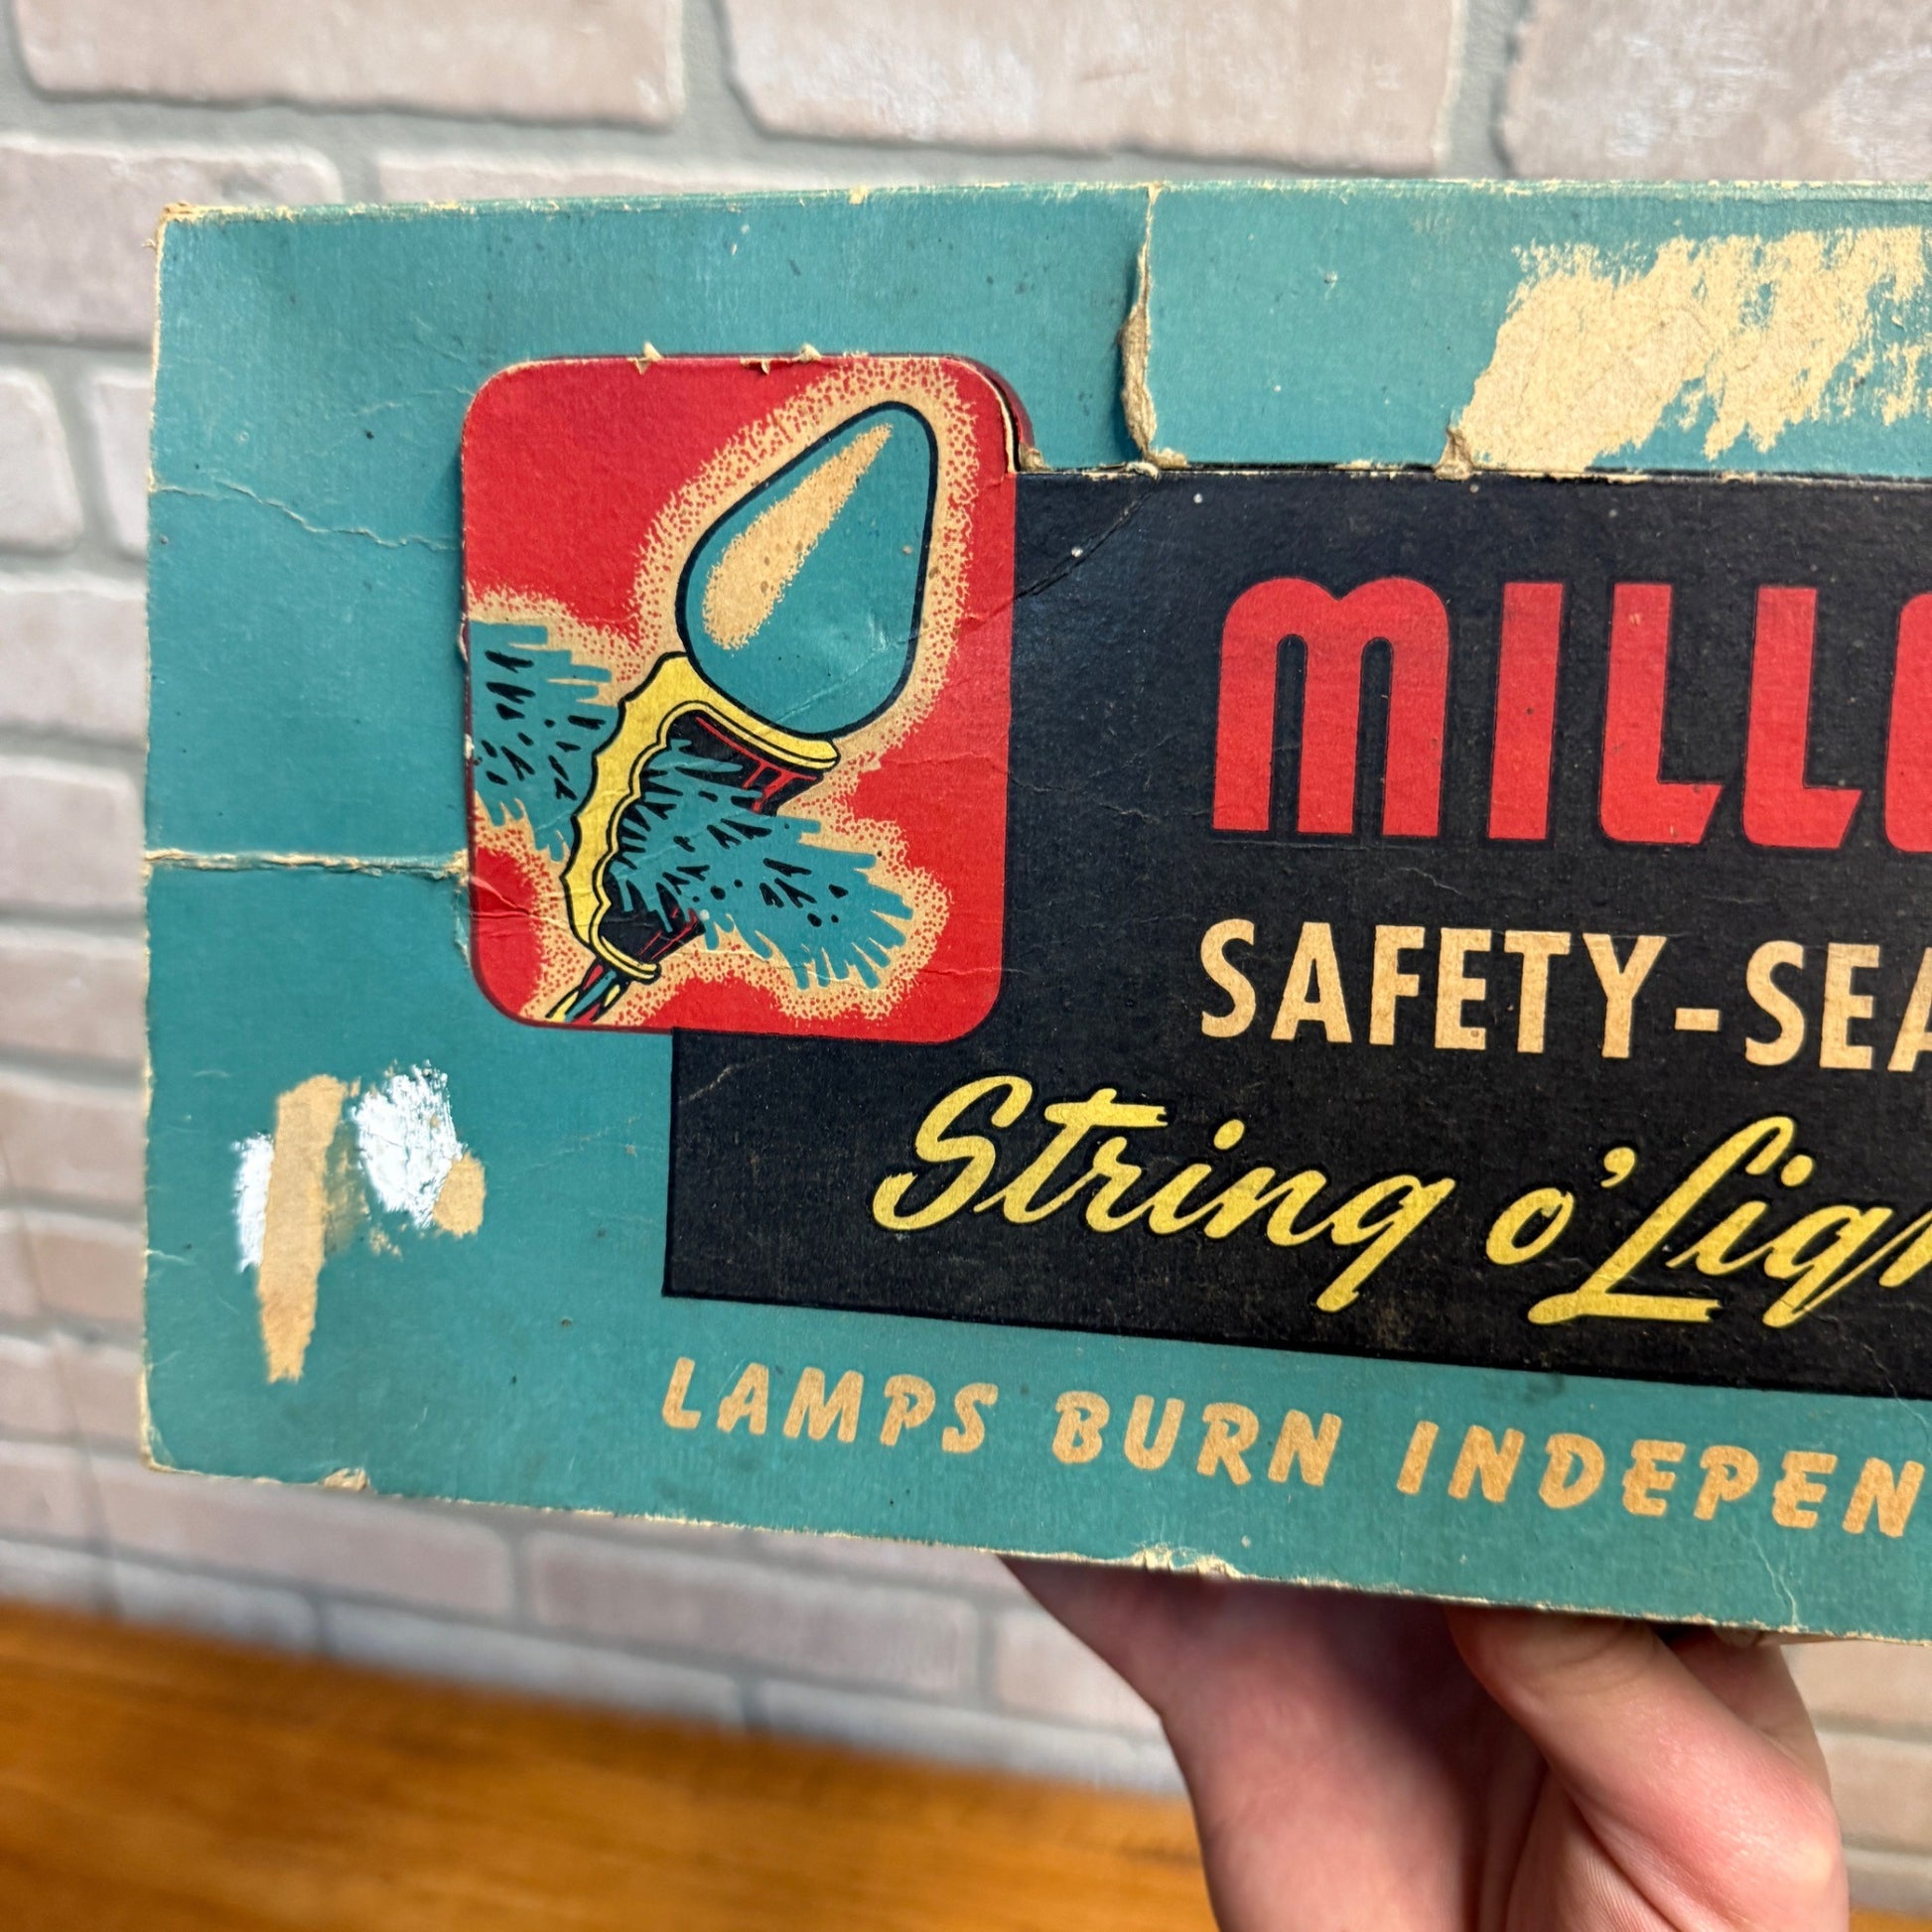 MILL
SAFETY-SEA
String o' Ligh
LAMPS BURN INDEPEN